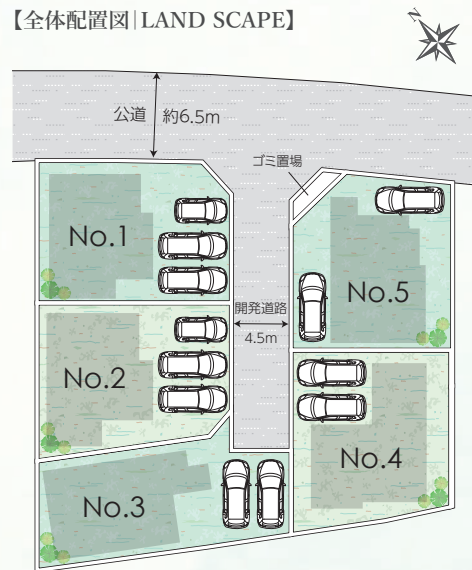 【全体配置図|LAND SCAPE】
N
公道 約6.5m
ゴミ置場
No.1
No.5
開発道路
4.5m
No.2
No.4
No.3